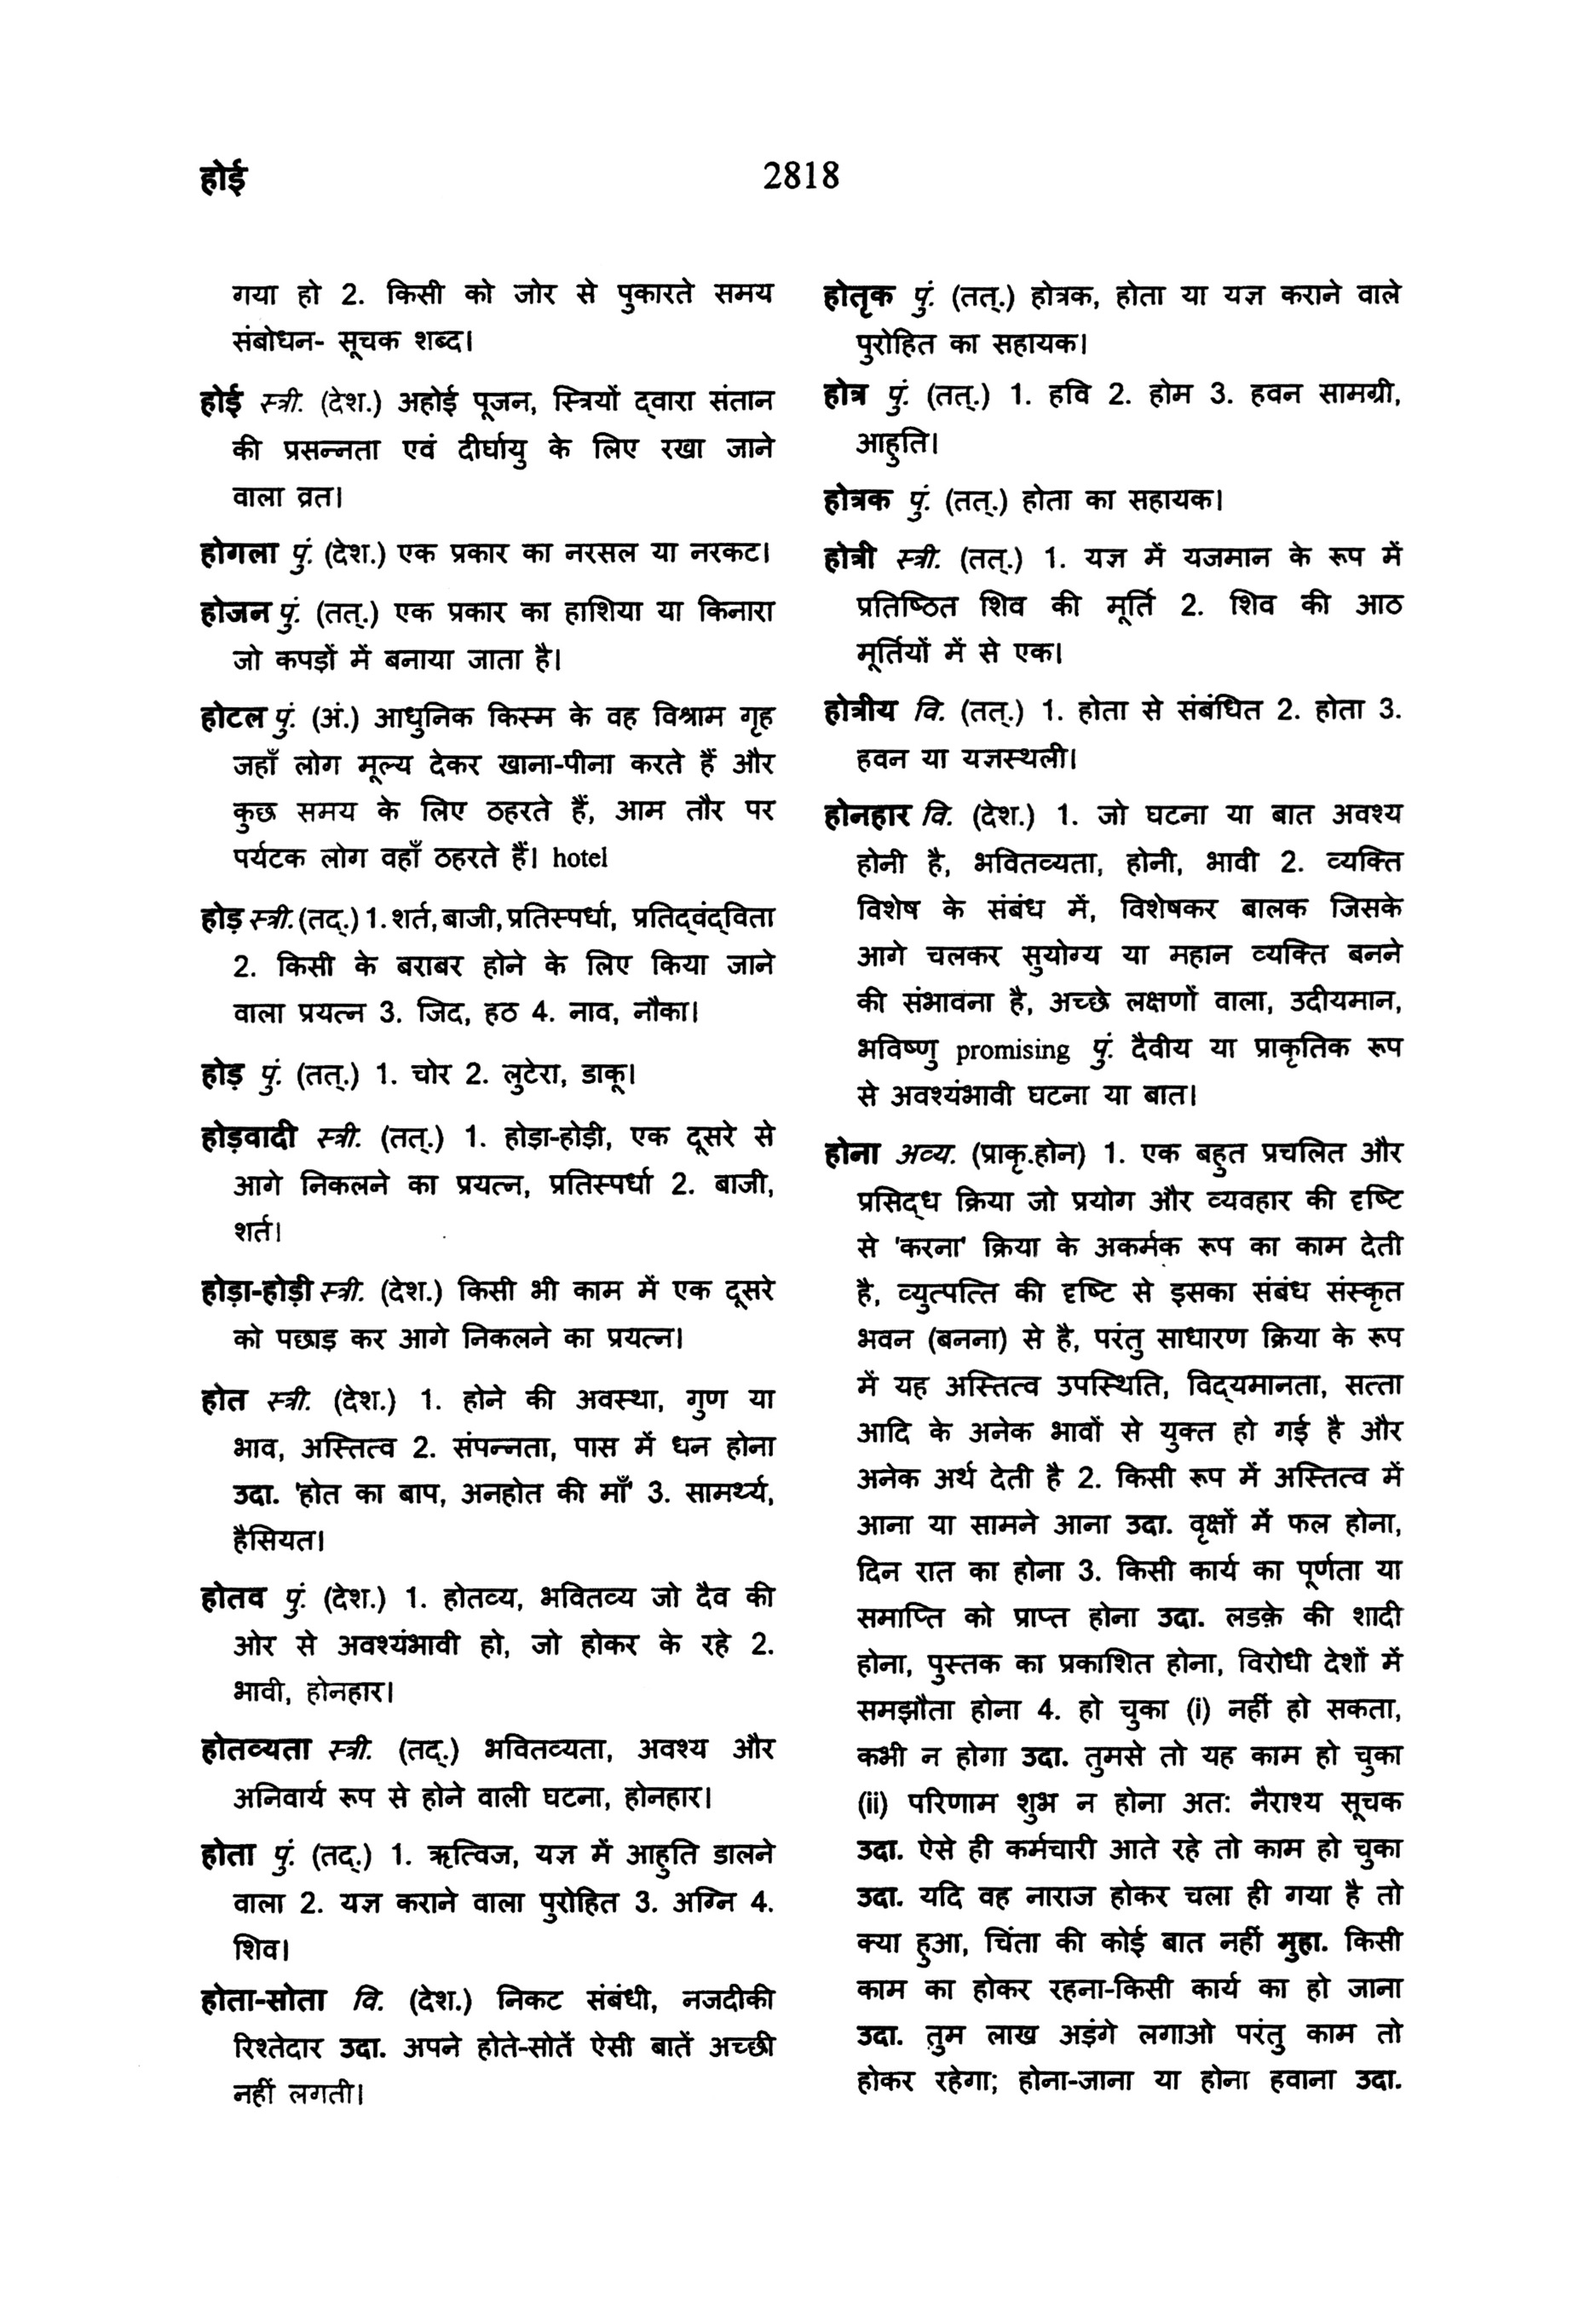 होई
2818
गया हो 2. किसी को जोर से पुकारते समय
संबोधन- सूचक शब्द।
होई स्त्री. (देश.) अहोई पूजन, स्त्रियों द्‌वारा संतान
की प्रसन्नता एवं दीर्घायु के लिए रखा जाने
वाला व्रत।
होगला पुं. (देश.) एक प्रकार का नरसल या नरकट।
होजन पुं. (तत्.) एक प्रकार का हाशिया या किनारा
जो कपड़ों में बनाया जाता है।
होटल पुं. (अं.) आधुनिक किस्म के वह विश्राम गृह
जहाँ लोग मूल्य देकर खाना-पीना करते हैं और
कुछ समय के लिए ठहरते हैं, आम तौर पर
पर्यटक लोग वहाँ ठहरते हैं। hotel
होड़ स्त्री. (तद्.) 1. शर्त, बाजी, प्रतिस्पर्धा, प्रतिद्‌वंद्‌विता
2. किसी के बराबर होने के लिए किया जाने
वाला प्रयत्न 3. जिद, हठ 4. नाव, नौका।
होड़ पुं. (तत्.) 1. चोर 2. लुटेरा, डाकू।
होड़वादी स्त्री. (तत्.) 1. होड़ा-होड़ी, एक दूसरे से
आगे निकलने का प्रयत्न, प्रतिस्पर्धा 2. बाजी,
शर्त।
होड़ा-होड़ी स्त्री. (देश.) किसी भी काम में एक दूसरे
को पछाड़ कर आगे निकलने का प्रयत्न।
होत स्त्री. (देश.) 1. होने की अवस्था, गुण या
भाव, अस्तित्व 2. संपन्नता, पास में धन होना
उदा. 'होत का बाप, अनहोत की माँ' 3. सामर्थ्य,
हैसियत।
होतव पुं. (देश.) 1. होतव्य, भवितव्य जो दैव की
ओर से अवश्यंभावी हो, जो होकर के रहे 2.
भावी, होनहार।
होतव्यता स्त्री. (तद्.) भवितव्यता, अवश्य और
अनिवार्य रूप से होने वाली घटना, होनहार।
होता पुं. (तद्.) 1. ऋत्विज, यज्ञ में आहुति डालने
वाला 2. यज्ञ कराने वाला पुरोहित 3. अग्नि 4.
शिव।
होता-सोता वि. (देश.) निकट संबंधी, नजदीकी
रिश्तेदार उदा. अपने होते-सोतें ऐसी बातें अच्छी
नहीं लगती।
होतृक पुं. (तत्.) होत्रक, होता या यज्ञ कराने वाले
पुरोहित का सहायक।
होत्र पुं. (तत्.) 1. हवि 2. होम 3. हवन सामग्री,
आहुति।
होत्रक पुं. (तत्.) होता का सहायक।
होत्री स्त्री. (तत्.) 1. यज्ञ में यजमान के रूप में
प्रतिष्ठित शिव की मूर्ति 2. शिव की आठ
मूर्तियों में से एक।
होत्रीय वि. (तत्.) 1. होता से संबंधित 2. होता 3.
हवन या यज्ञस्थली।
होनहार वि. (देश.) 1. जो घटना या बात अवश्य
होनी है, भवितव्यता, होनी, भावी 2. व्यक्ति
विशेष के संबंध में, विशेषकर बालक जिसके
आगे चलकर सुयोग्य या महान व्यक्ति बनने
की संभावना है, अच्छे लक्षणों वाला, उदीयमान,
भविष्णु promising पुं. दैवीय या प्राकृतिक रूप
से अवश्यंभावी घटना या बात।
होना अव्य. (प्राकृ.होन) 1. एक बहुत प्रचलित और
प्रसिद्‌ध क्रिया जो प्रयोग और व्यवहार की दृष्टि
से 'करना' क्रिया के अकर्मक रूप का काम देती
है, व्युत्पत्ति की दृष्टि से इसका संबंध संस्कृत
भवन (बनना) से है, परंतु साधारण क्रिया के रूप
में यह अस्तित्व उपस्थिति, विद्‌यमानता, सत्ता
आदि के अनेक भावों से युक्त हो गई है और
अनेक अर्थ देती है 2. किसी रूप में अस्तित्व में
आना या सामने आना उदा. वृक्षों में फल होना,
दिन रात का होना 3. किसी कार्य का पूर्णता या
समाप्ति को प्राप्त होना उदा. लडक़े की शादी
होना, पुस्तक का प्रकाशित होना, विरोधी देशों में
समझौता होना 4. हो चुका (i) नहीं हो सकता,
कभी न होगा उदा. तुमसे तो यह काम हो चुका
(ii) परिणाम शुभ न होना अतः नैराश्य सूचक
उदा. ऐसे ही कर्मचारी आते रहे तो काम हो चुका
उदा. यदि वह नाराज होकर चला ही गया है तो
क्या हुआ, चिंता की कोई बात नहीं मुहा. किसी
काम का होकर रहना-किसी कार्य का हो जाना
उदा. तुम लाख अड़ंगे लगाओ परंतु काम तो
होकर रहेगा; होना-जाना या होना हवाना उदा.